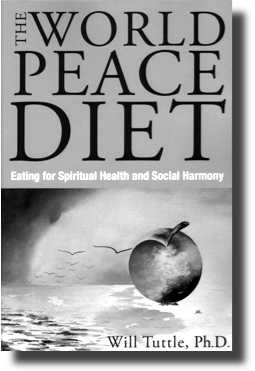 THE WORLD
PEACE
DIET
Eating for Spiritual Health and Social Harmony
Will Tuttle, Ph.D.